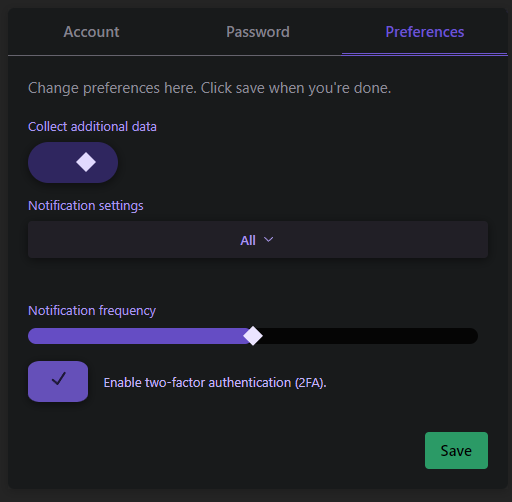 Account Password Preferences
Change preferences here. Click save when you're done.
Collect additional data
Notification settings
All
Notification frequency
Enable two-factor authentication (2FA).
Save